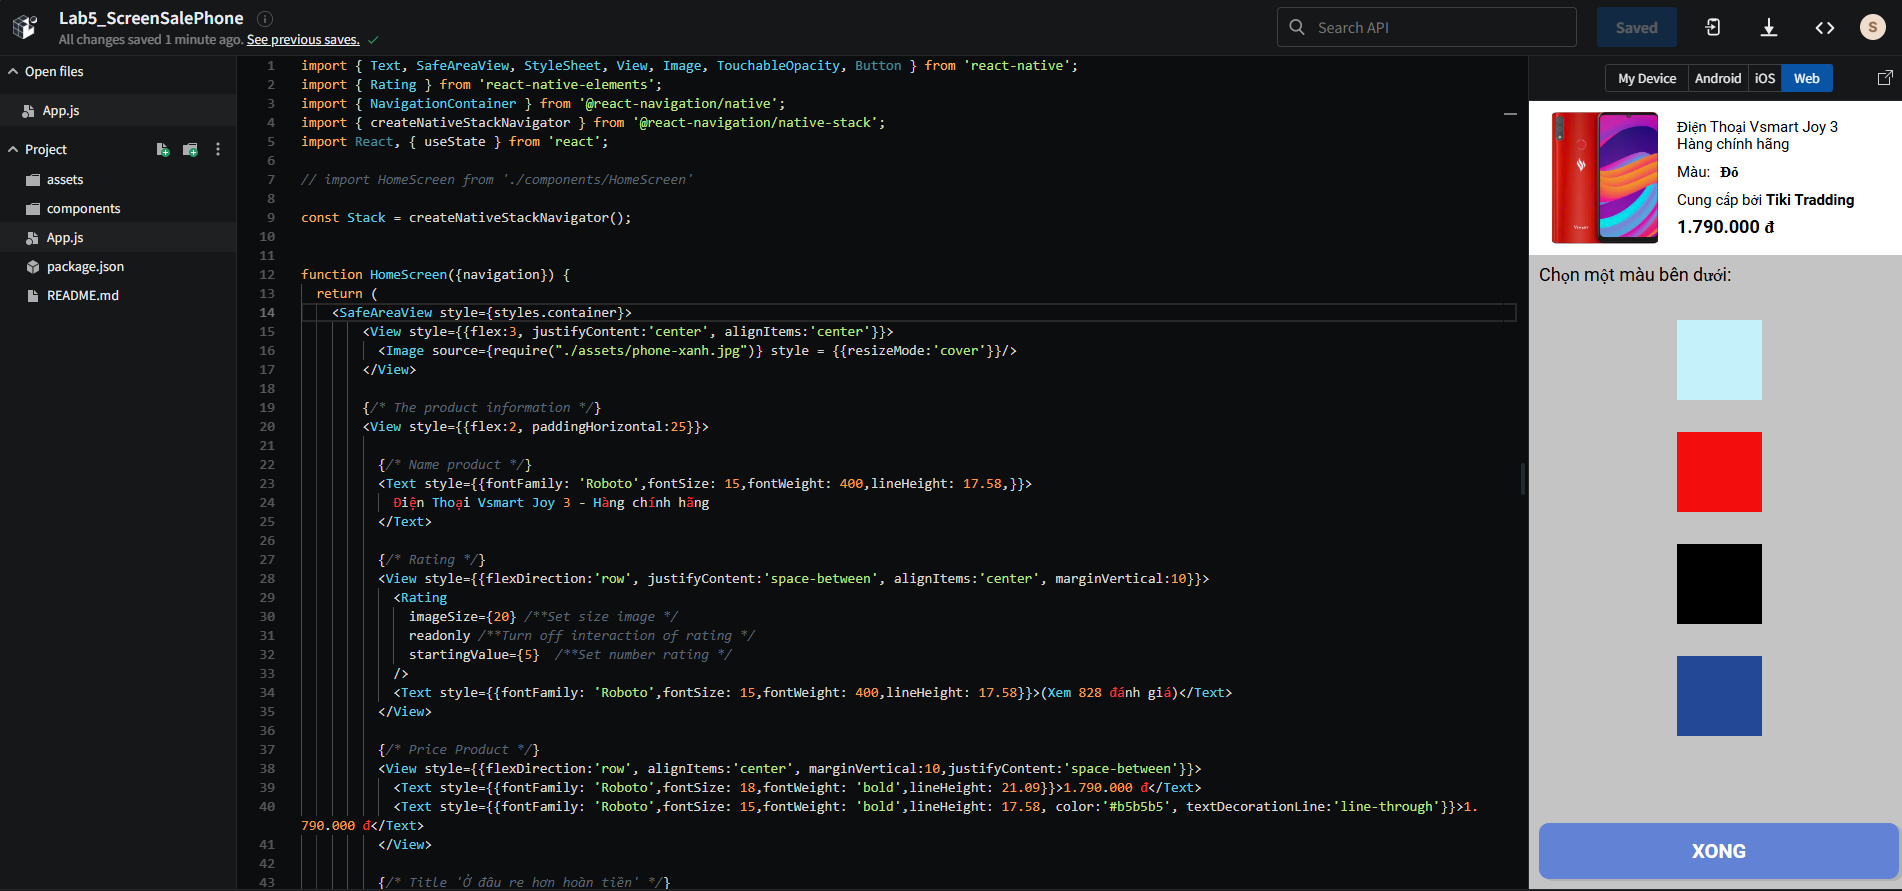 Lab5_ScreenSalePhone
All changes saved 1 minute ago. See previous saves.
Search API
Saved
S
Open files
App.js
Project
assets
components
App.js
package.json
README.md
1 import { Text, SafeAreaView, StyleSheet, View, Image, TouchableOpacity, Button } from 'react-native';
2 import { Rating } from 'react-native-elements';
3 import { NavigationContainer } from '@react-navigation/native';
4 import { createNativeStackNavigator } from '@react-navigation/native-stack';
5 import React, { useState } from 'react';
6
7 // import HomeScreen from './components/HomeScreen'
8
9 const Stack = createNativeStackNavigator();
10
11
12 function HomeScreen({navigation}) {
13 return (
14 <SafeAreaView style={styles.container}>
15 <View style={{flex:3, justifyContent:'center', alignItems:'center'}}>
16 <Image source={require("./assets/phone-xanh.jpg")} style = {{resizeMode:'cover'}}/>
17 </View>
18
19 {/* The product information */}
20 <View style={{flex:2, paddingHorizontal:25}}>
21
22 {/* Name product */}
23 <Text style={{fontFamily: 'Roboto',fontSize: 15,fontWeight: 400,lineHeight: 17.58,}}>
24 Điện Thoại Vsmart Joy 3 - Hàng chính hãng
25 </Text>
26
27 {/* Rating */}
28 <View style={{flexDirection:'row', justifyContent:'space-between', alignItems:'center', marginVertical:10}}>
29 <Rating
30 imageSize={20} /**Set size image */
31 readonly /**Turn off interaction of rating */
32 startingValue={5} /**Set number rating */
33 />
34 <Text style={{fontFamily: 'Roboto',fontSize: 15,fontWeight: 400,lineHeight: 17.58}}>(Xem 828 đánh giá)</Text>
35 </View>
36
37 {/* Price Product */}
38 <View style={{flexDirection:'row', alignItems:'center', marginVertical:10,justifyContent:'space-between'}}>
39 <Text style={{fontFamily: 'Roboto',fontSize: 18,fontWeight: 'bold',lineHeight: 21.09}}>1.790.000 đ</Text>
40 <Text style={{fontFamily: 'Roboto',fontSize: 15,fontWeight: 'bold',lineHeight: 17.58, color:'#b5b5b5', textDecorationLine:'line-through'}}>1.
790.000 đ</Text>
41 </View>
42
43 {/* Title 'Ở đâu re hơn hoàn tiền' */}
My Device Android iOS Web
Điện Thoại Vsmart Joy 3
Hàng chính hãng
Màu: Đỏ
Cung cấp bởi Tiki Tradding
1.790.000 đ
Chọn một màu bên dưới:
XONG